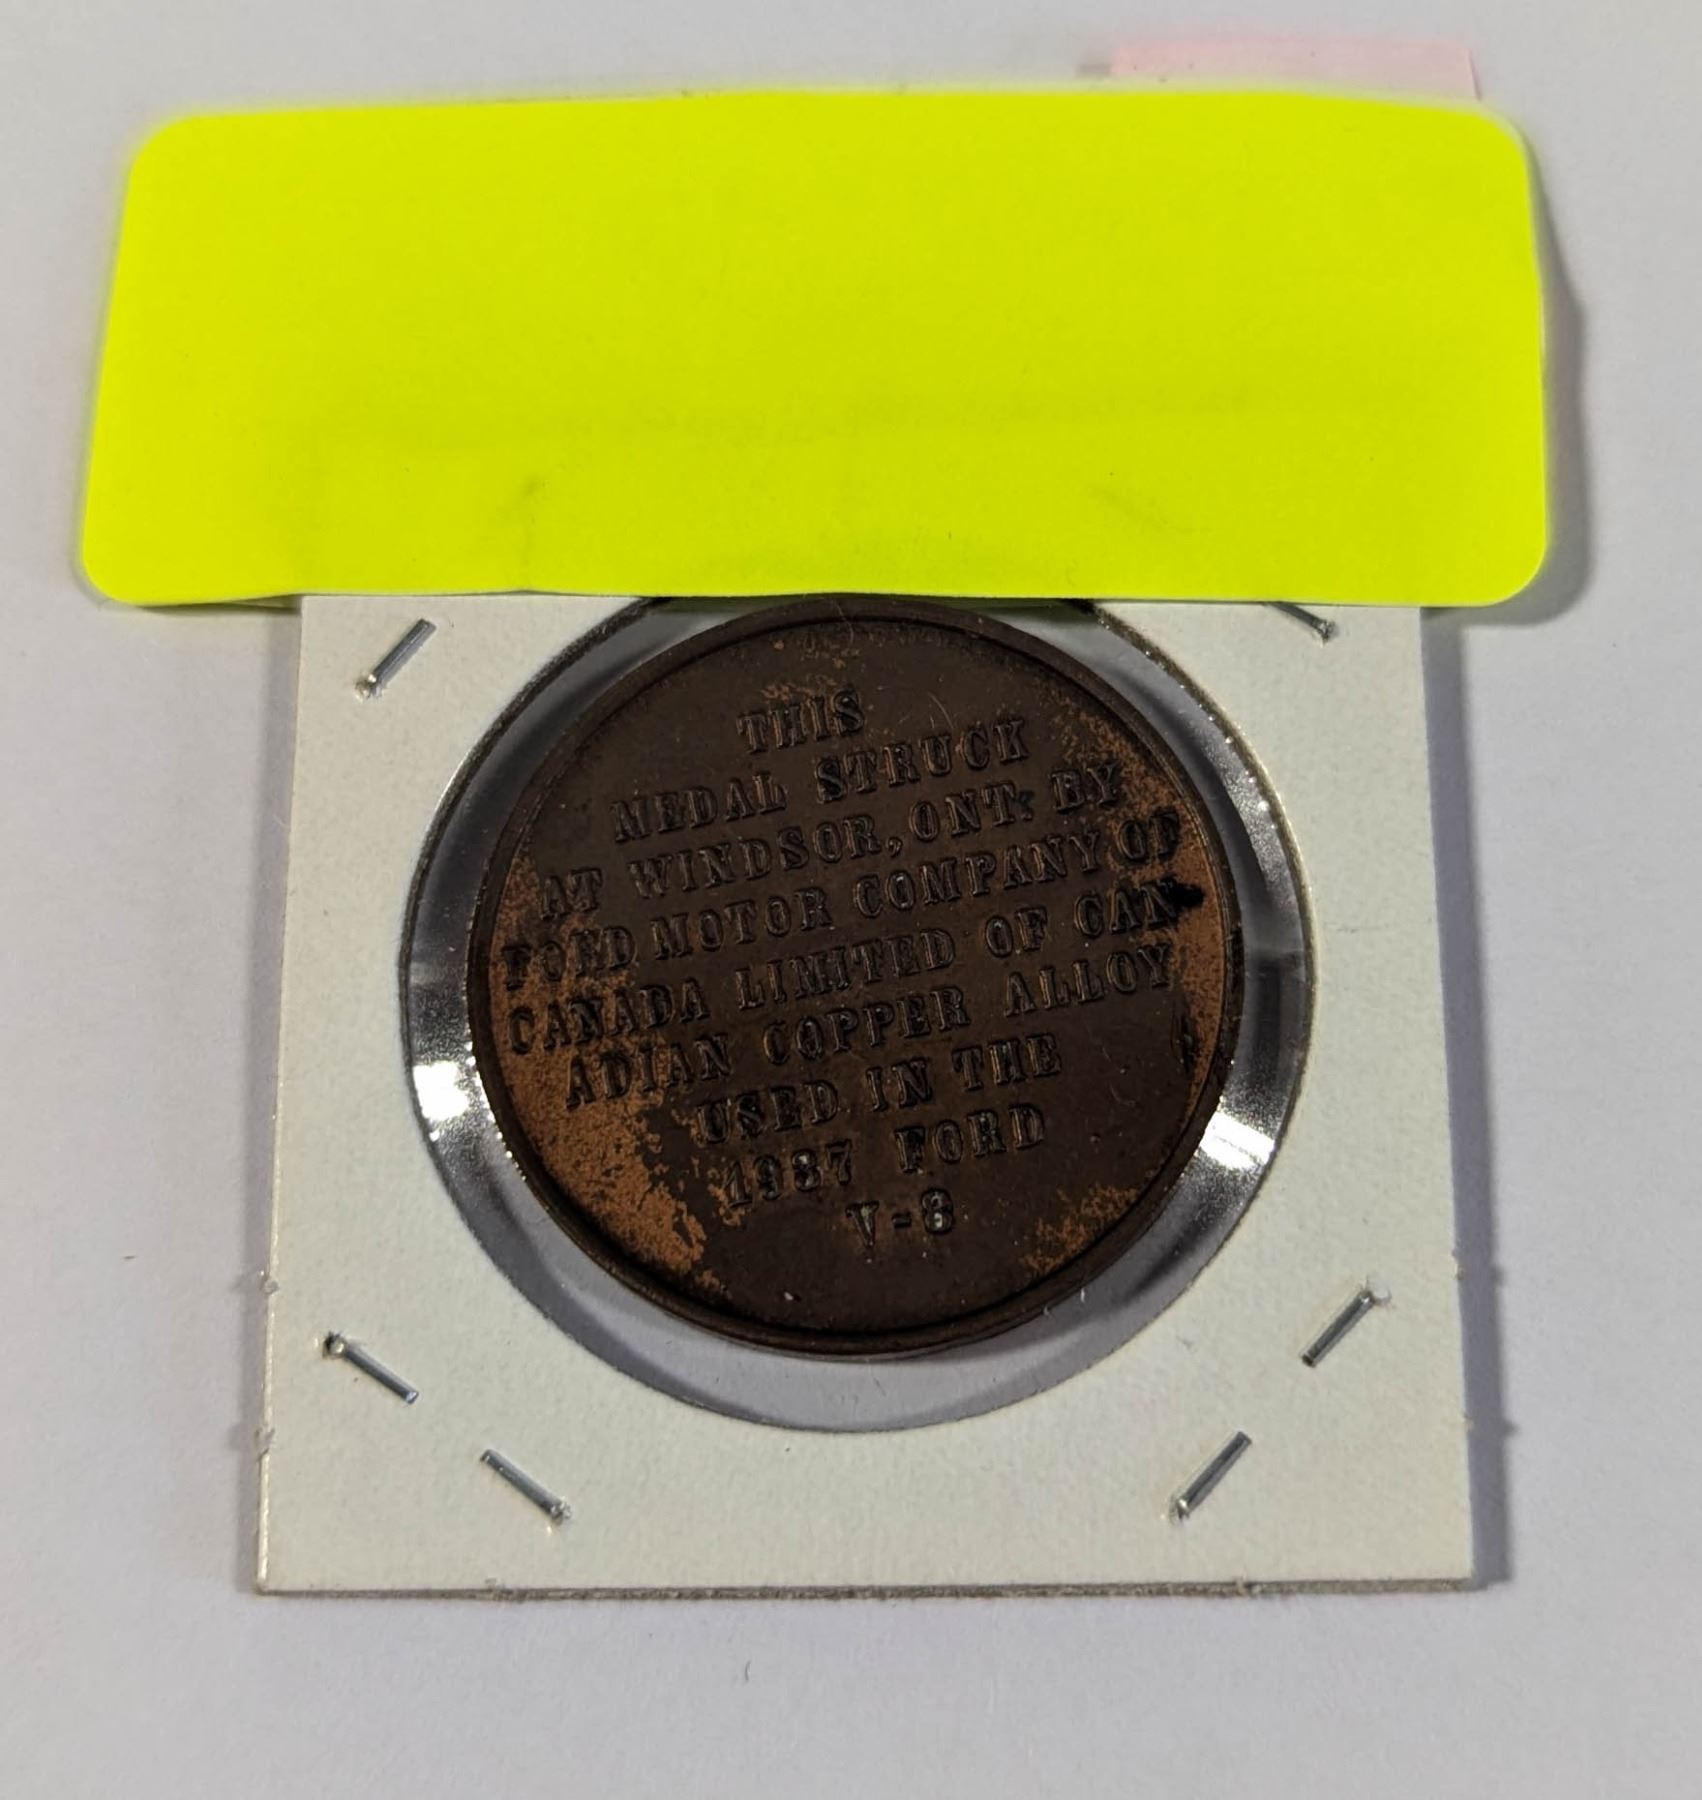 THIS
MEDAL STRUCK
AT WINDSOR, ONT. BY
FORD MOTOR COMPANY OF
CANADA LIMITED OF CAN
ADIAN COPPER ALLOY
USED IN THE
1937 FORD
V-8